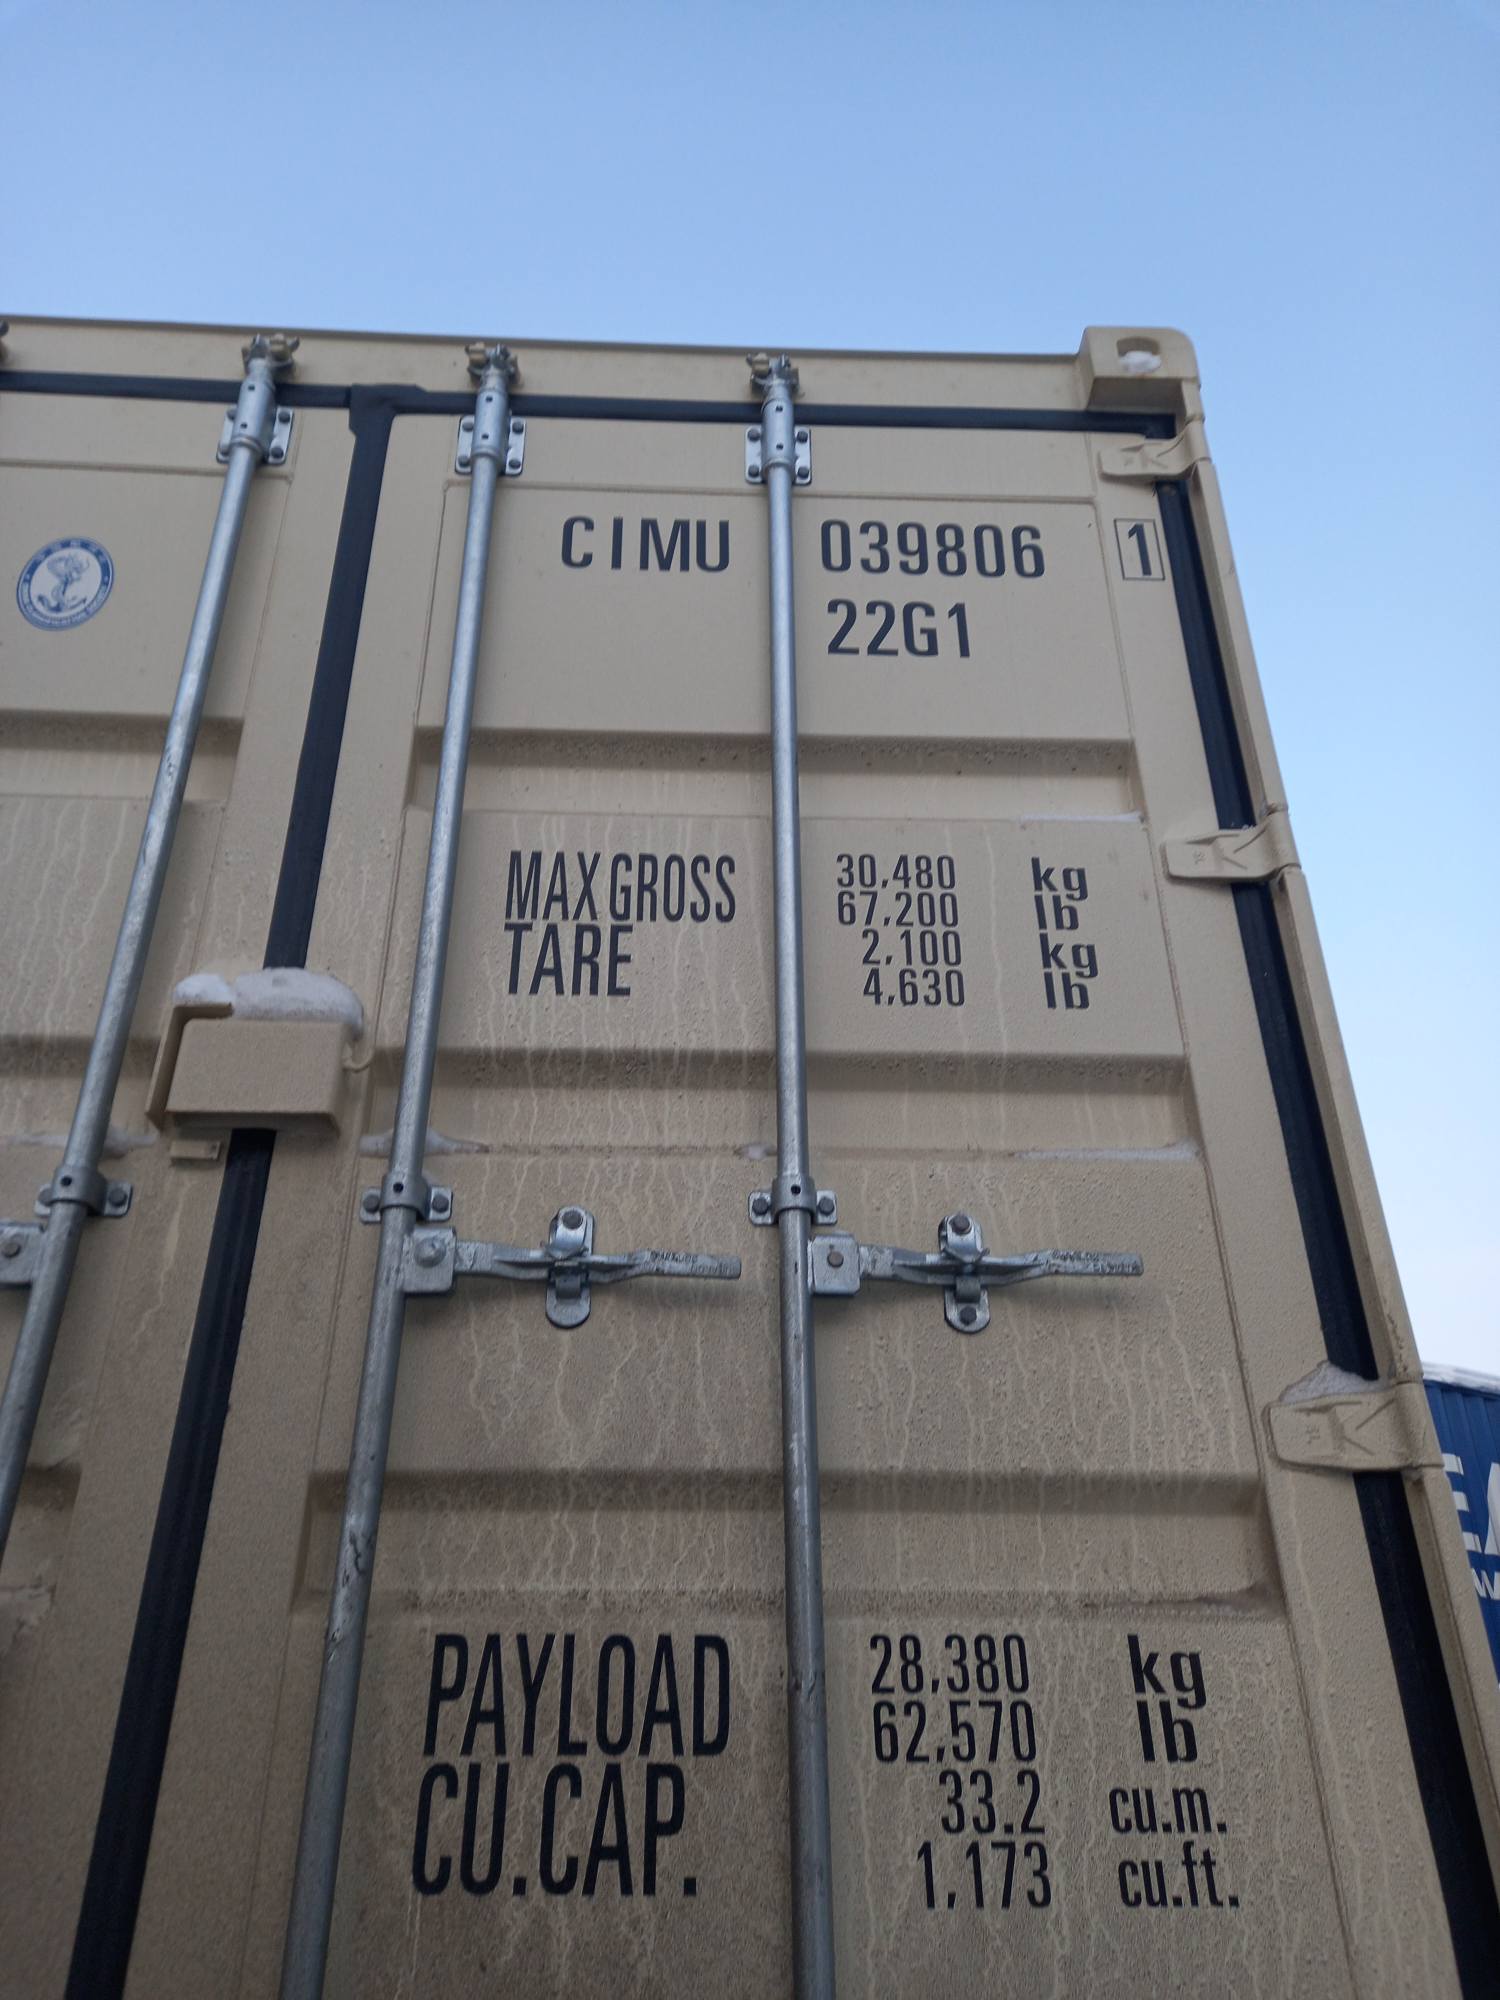 CIMU 039806 1
22G1
MAX GROSS 30,480 kg
67,200 lb
TARE 2,100 kg
4,630 lb
PAYLOAD 28,380 kg
62,570 lb
CU.CAP. 33.2 cu.m.
1,173 cu.ft.